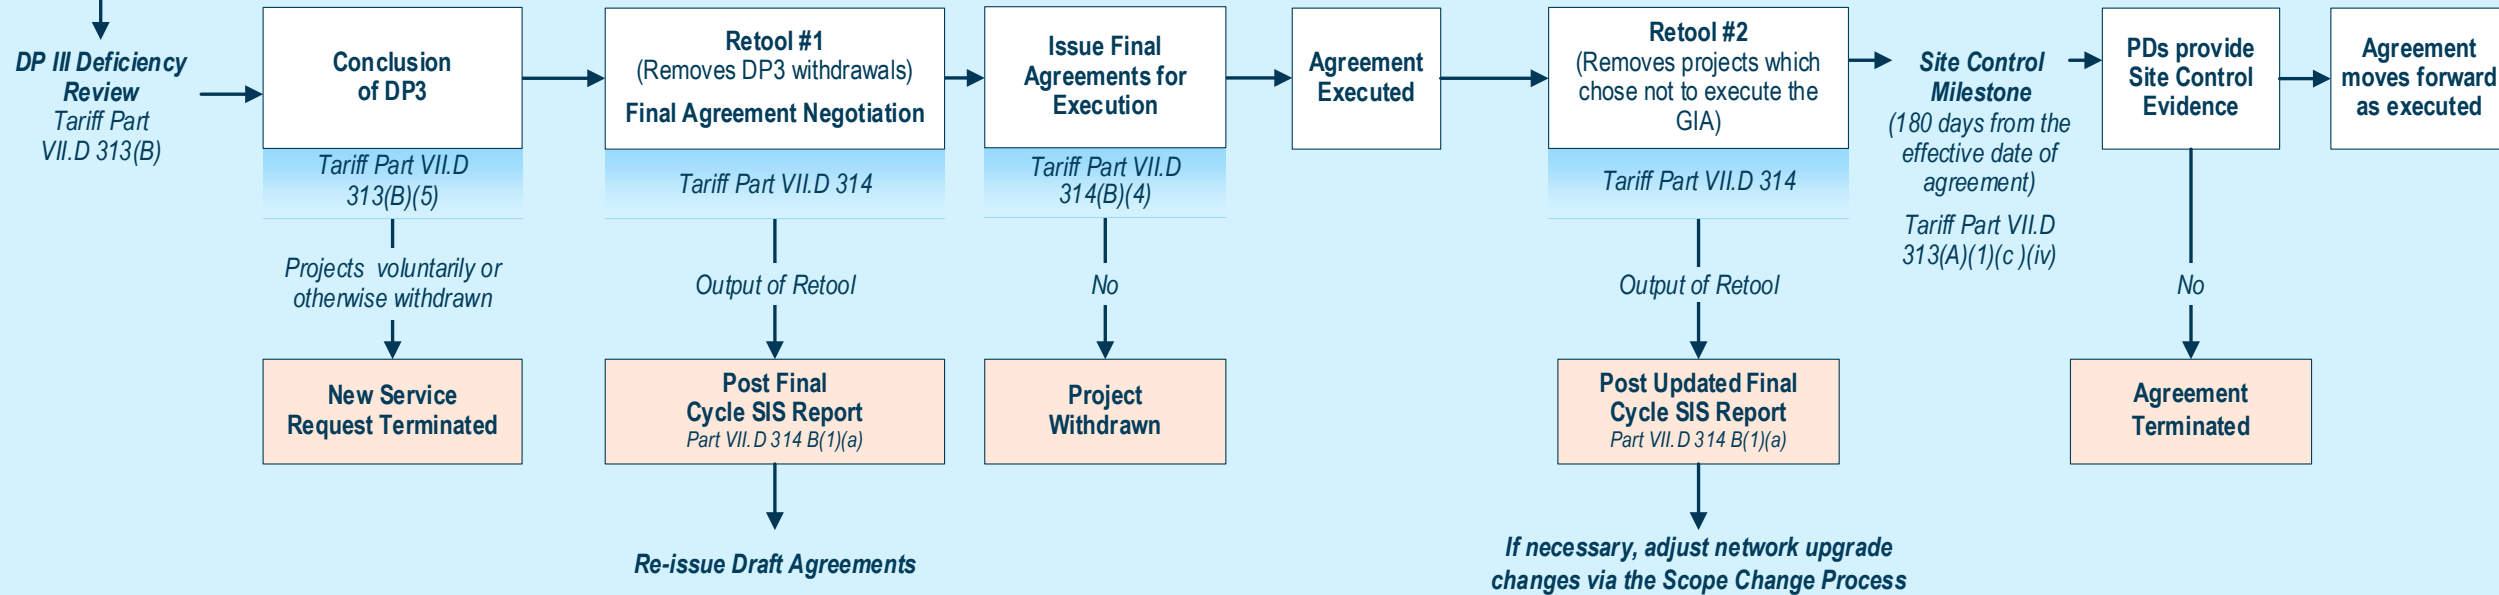 DP III Deficiency
Review
Tariff Part
VII.D 313(B)
Conclusion
of DP3
Tariff Part VII.D
313(B)(5)
Projects voluntarily or
otherwise withdrawn
New Service
Request Terminated
Retool #1
(Removes DP3 withdrawals)
Final Agreement Negotiation
Tariff Part VII.D 314
Output of Retool
Post Final
Cycle SIS Report
Part VII.D 314 B(1)(a)
Re-issue Draft Agreements
Issue Final
Agreements for
Execution
Tariff Part VII.D
314(B)(4)
No
Project
Withdrawn
Agreement
Executed
Retool #2
(Removes projects which
chose not to execute the
GIA)
Tariff Part VII.D 314
Output of Retool
Post Updated Final
Cycle SIS Report
Part VII.D 314 B(1)(a)
If necessary, adjust network upgrade
changes via the Scope Change Process
Site Control
Milestone
(180 days from the
effective date of
agreement)
Tariff Part VII.D
313(A)(1)(c )(iv)
PDs provide
Site Control
Evidence
No
Agreement
Terminated
Agreement
moves forward
as executed